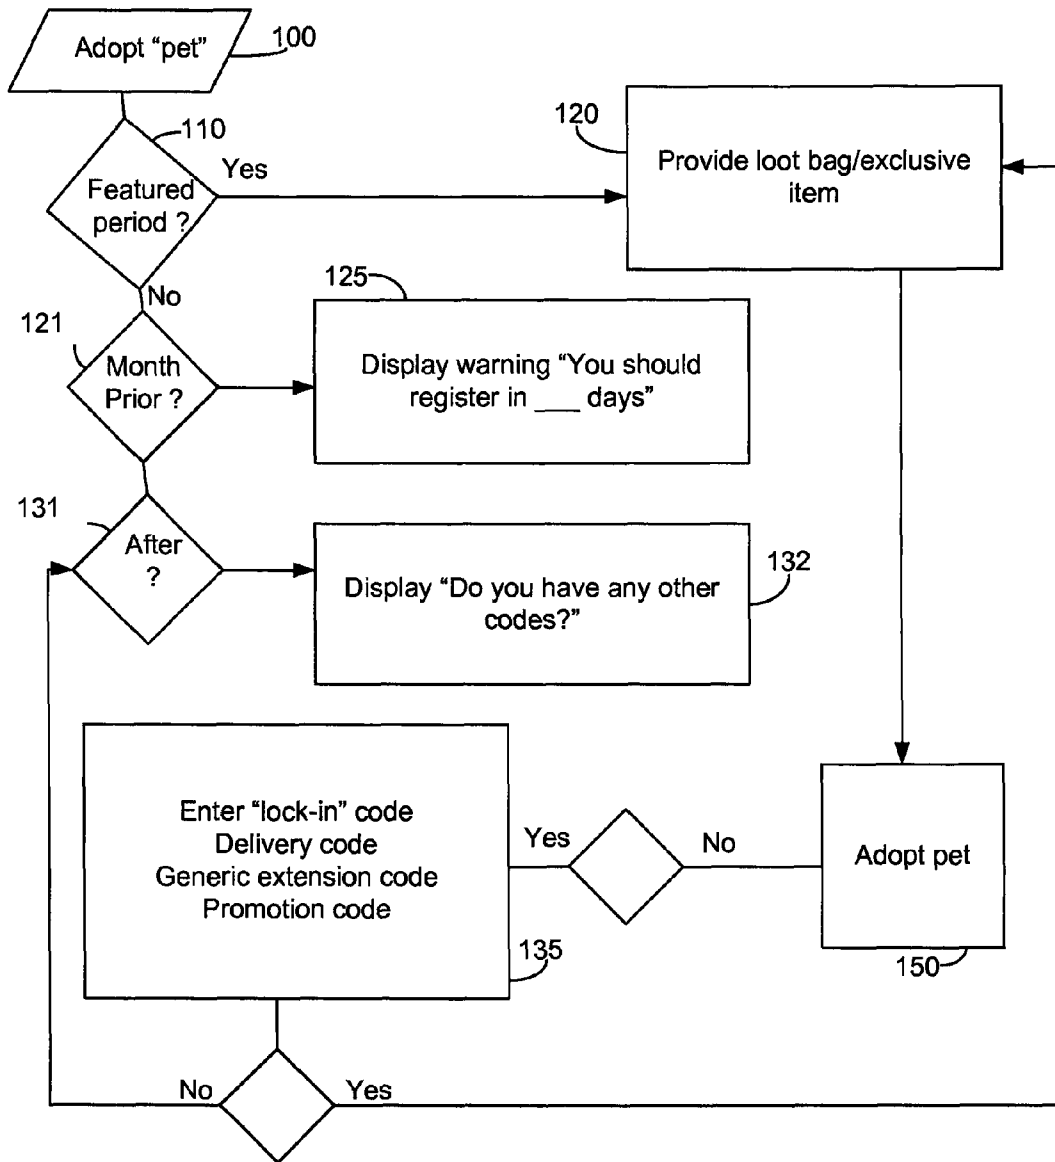 Adopt “pet”
100
110
Featured
period ?
Yes
No
120
Provide loot bag/exclusive
item
121
Month
Prior ?
125
Display warning “You should
register in ___ days”
131
After
?
Display “Do you have any other
codes?”
132
Enter “lock-in” code
Delivery code
Generic extension code
Promotion code
135
Yes
No
Adopt pet
150
No
Yes